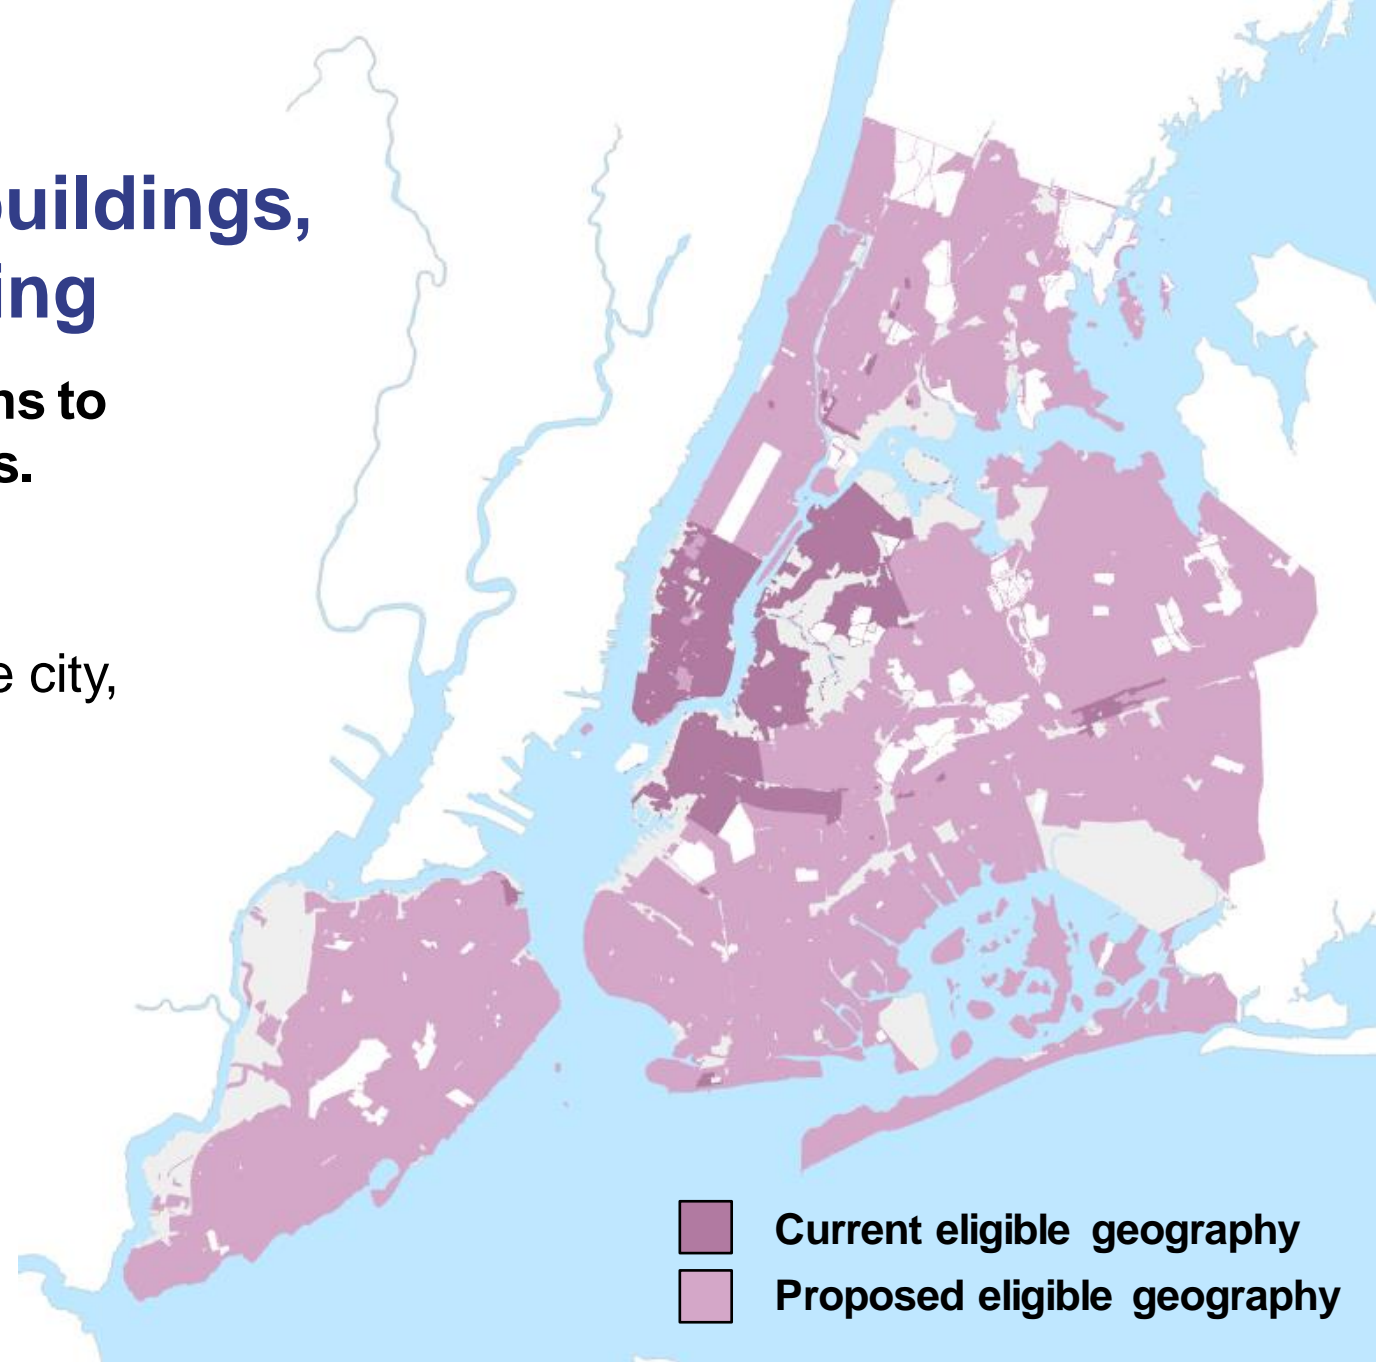 uildings,
ing
ns to
s.
e city,
Current eligible geography
Proposed eligible geography